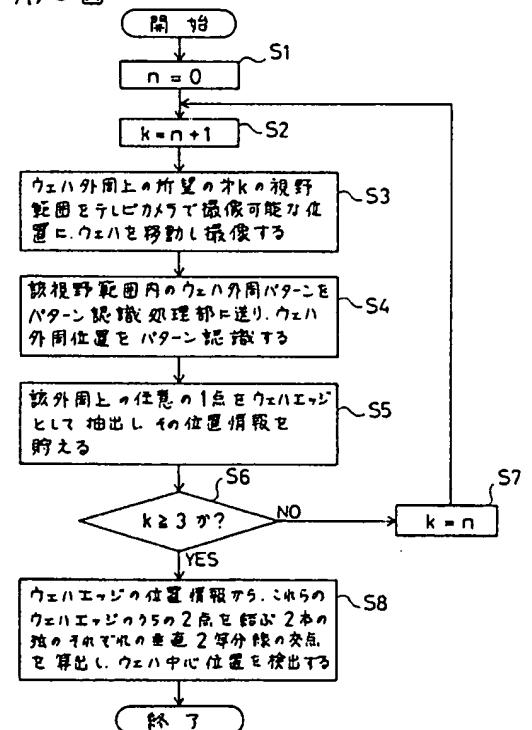 開始
S1
n = 0
S2
k = n + 1
ウェハ外周上の所望の才kの視野
範囲をテレビカメラで撮像可能な位
置に、ウェハを移動し撮像する
S3
該視野範囲内のウェハ外周パターンを
パターン認識処理部に送り、ウェハ
外周位置をパターン認識する
S4
該外周上の任意の1点をウェハエッジ
として抽出しその位置情報を
貯える
S5
S6
k ≧ 3 か?
NO
S7
k = n
YES
ウェハエッジの位置情報から、これらの
ウェハエッジのうちの2点を結ぶ2本の
弦のそれぞれの垂直2等分線の交点
を算出し、ウェハ中心位置を検出する
S8
終了